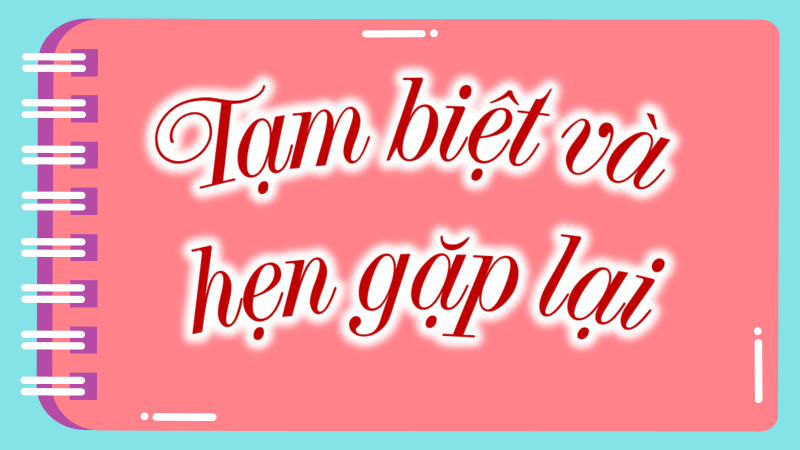 Tạm biệt và
hẹn gặp lại